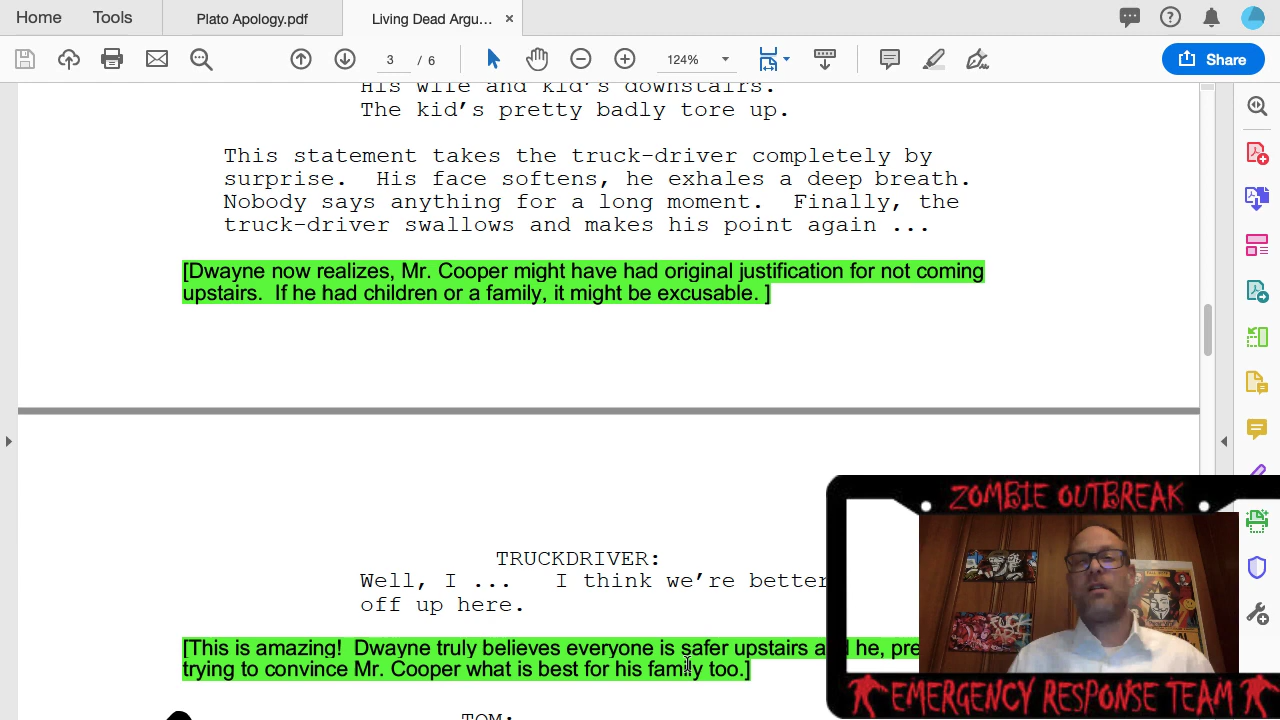 Home Tools Plato Apology.pdf Living Dead Argu... ×
3 / 6 124% Share
His wife and kid's downstairs.
The kid's pretty badly tore up.
This statement takes the truck-driver completely by
surprise. His face softens, he exhales a deep breath.
Nobody says anything for a long moment. Finally, the
truck-driver swallows and makes his point again ...
[Dwayne now realizes, Mr. Cooper might have had original justification for not coming
upstairs. If he had children or a family, it might be excusable. ]
TRUCKDRIVER:
Well, I ... I think we're better
off up here.
[This is amazing! Dwayne truly believes everyone is safer upstairs and he, pre
trying to convince Mr. Cooper what is best for his family too.]
TOM:
ZOMBIE OUTBREAK
EMERGENCY RESPONSE TEAM